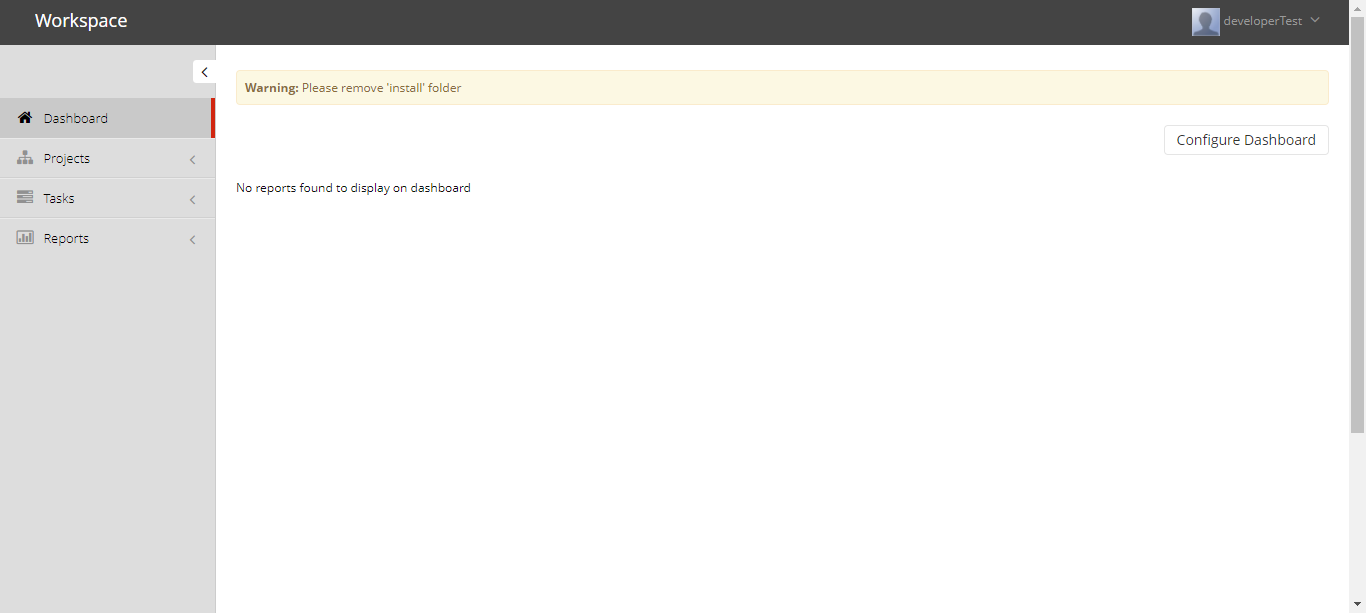 Workspace
developerTest
Warning: Please remove 'install' folder
Dashboard
Configure Dashboard
Projects
No reports found to display on dashboard
Tasks
Reports